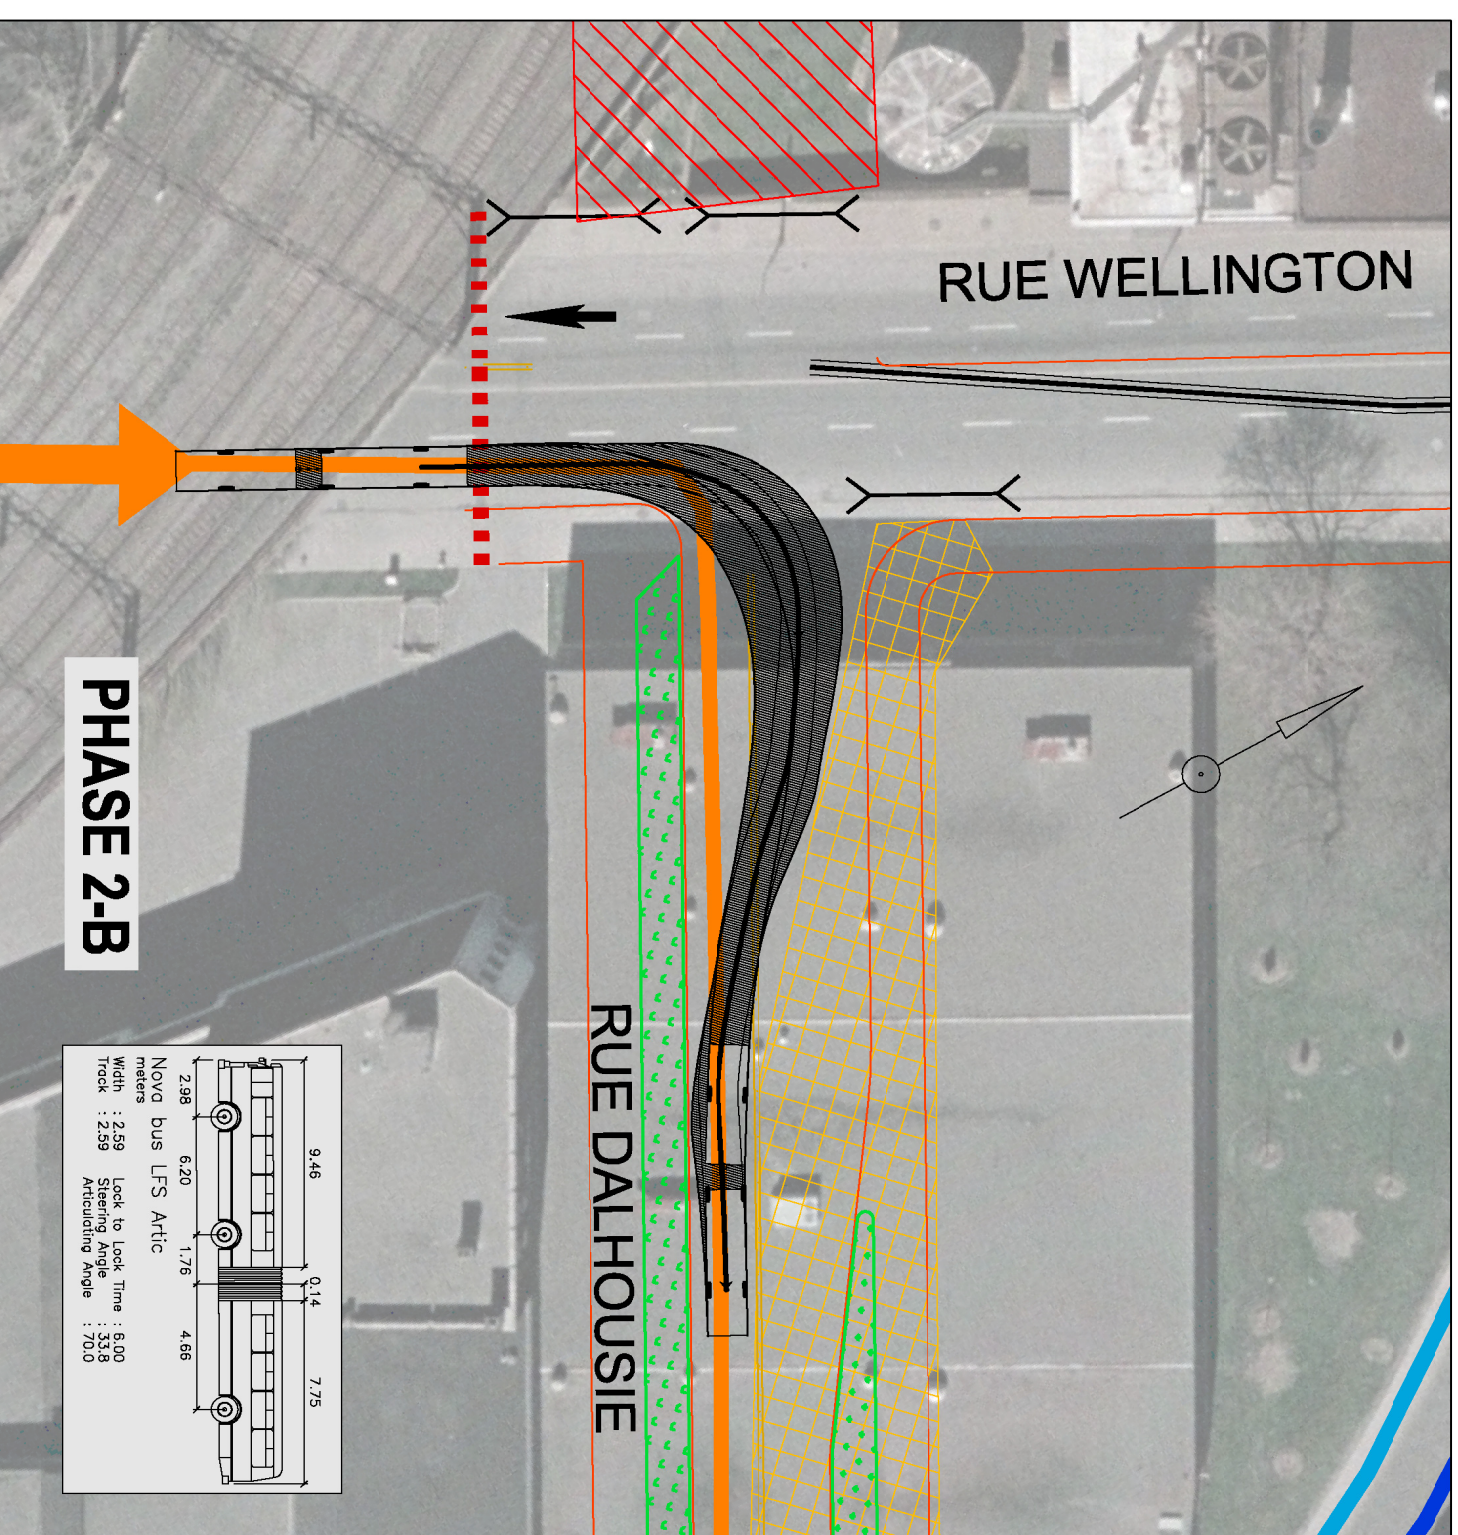 RUE WELLINGTON
PHASE 2-B
RUE DALHOUSIE
9.46 0.14 7.75
2.98 6.20 1.76 4.66
Nova bus LFS Artic
meters
Width : 2.59 Lock to Lock Time : 6.00
Track : 2.59 Steering Angle : 33.8
Articulating Angle : 70.0